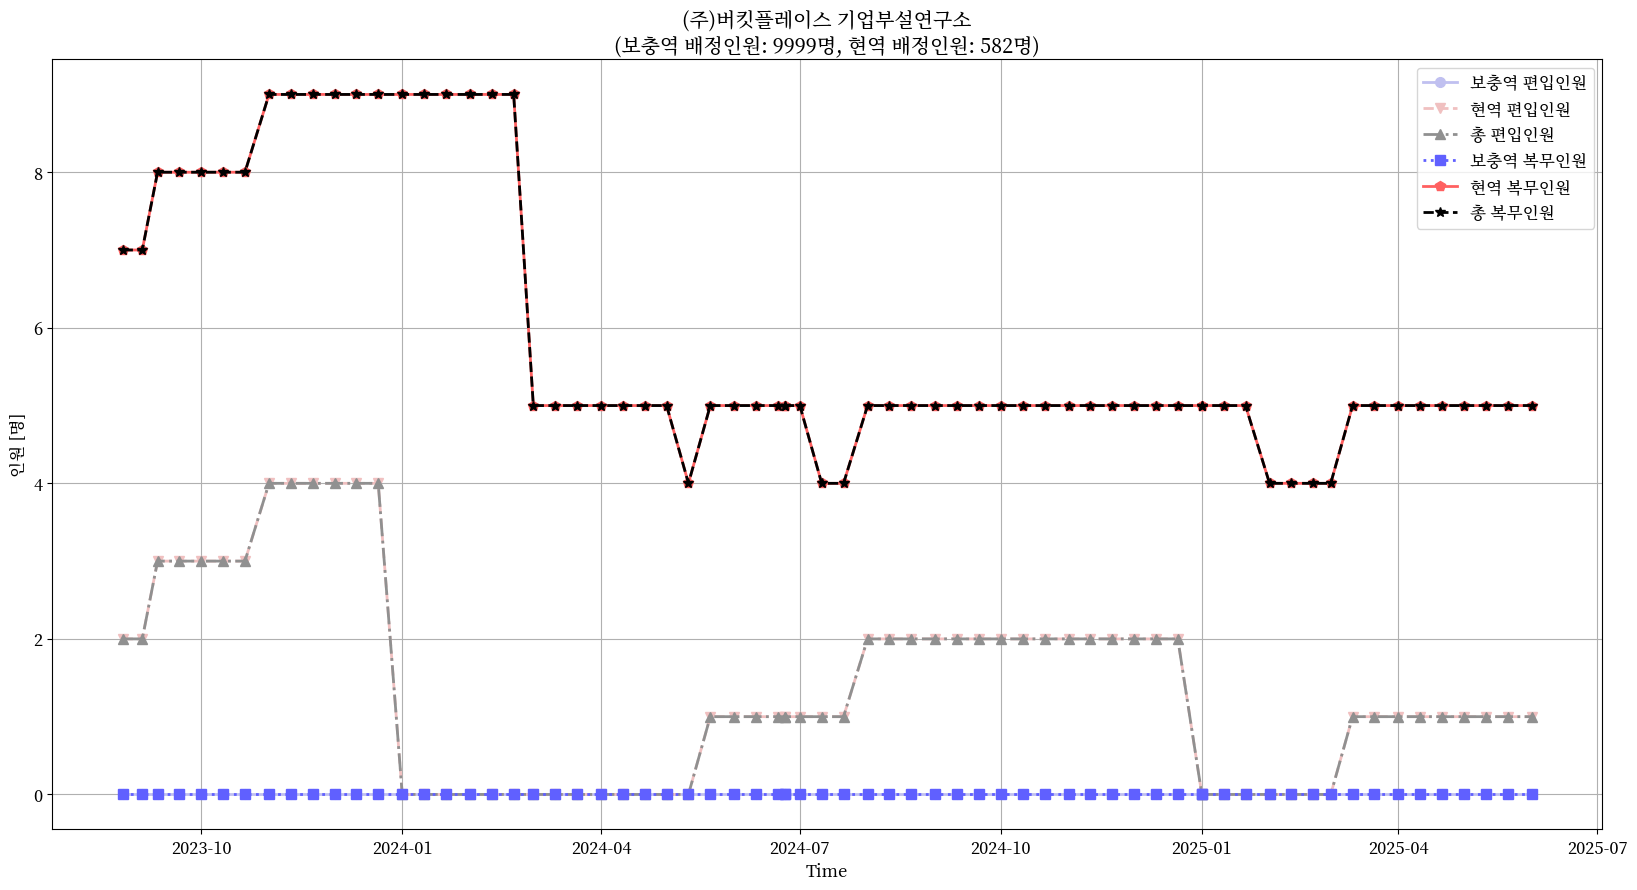 (주)버킷플레이스 기업부설연구소
(보충역 배정인원: 9999명, 현역 배정인원: 582명)
보충역 편입인원
현역 편입인원
총 편입인원
보충역 복무인원
현역 복무인원
총 복무인원
인원 [명]
8
6
4
2
0
2023-10
2024-01
2024-04
2024-07
2024-10
2025-01
2025-04
2025-07
Time